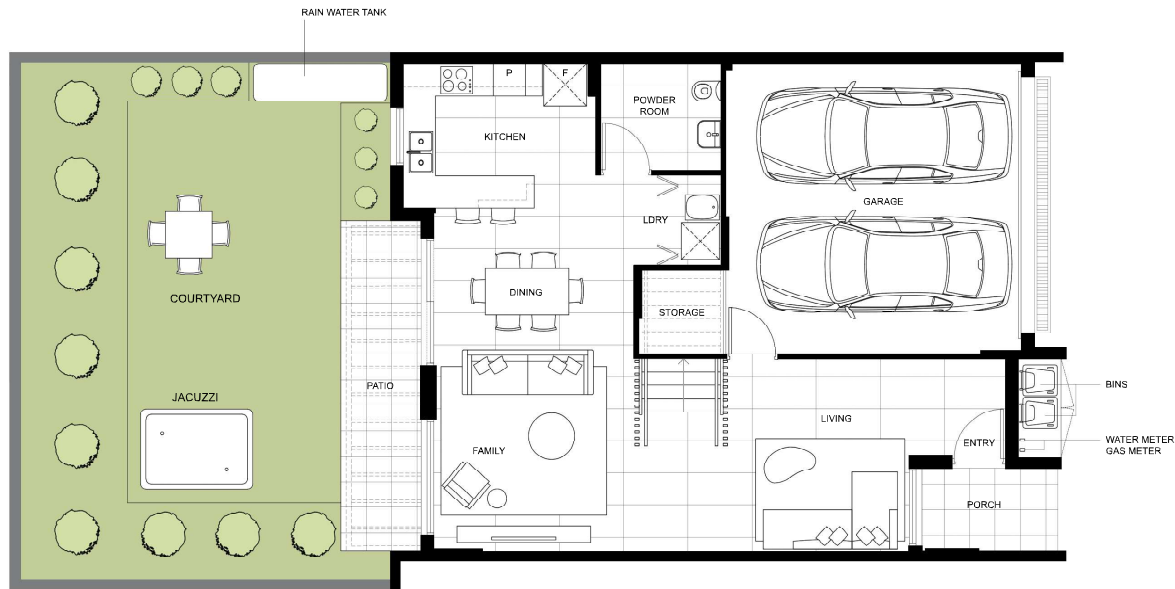 RAIN WATER TANK
P
F
POWDER
ROOM
KITCHEN
GARAGE
LDRY
COURTYARD
DINING
STORAGE
PATIO
JACUZZI
BINS
LIVING
ENTRY
WATER METER
GAS METER
FAMILY
PORCH